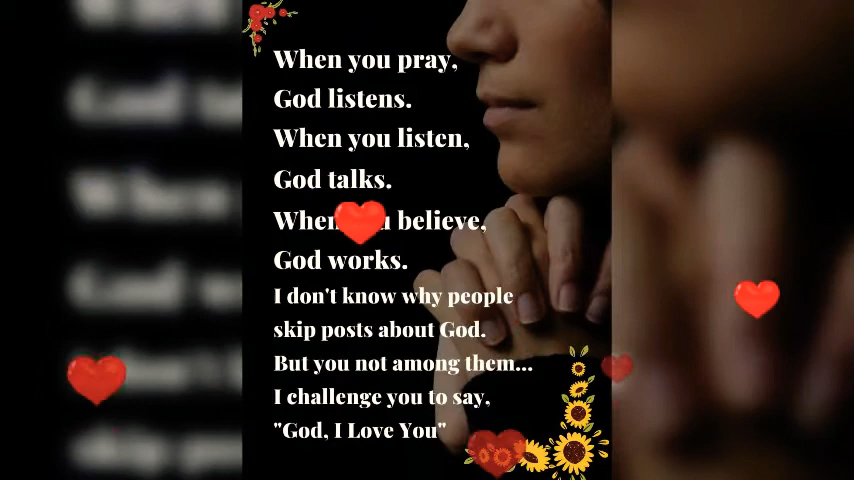 When you pray,
God listens.
When you listen,
God talks.
When you believe,
God works.
I don't know why people
skip posts about God.
But you not among them...
I challenge you to say,
"God, I Love You"